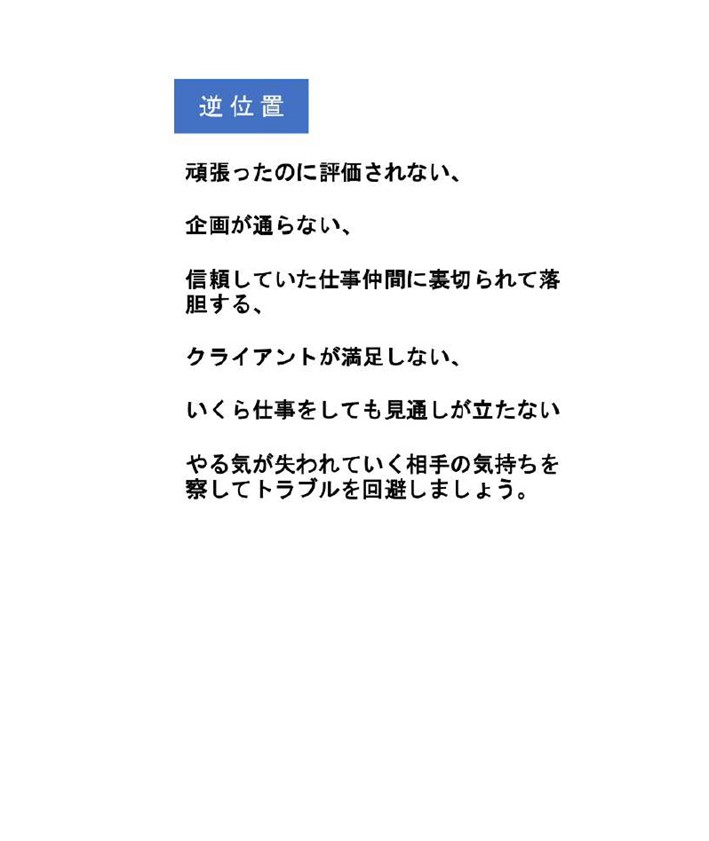 逆位置
頑張ったのに評価されない、
企画が通らない、
信頼していた仕事仲間に裏切られて落
胆する、
クライアントが満足しない、
いくら仕事をしても見通しが立たない
やる気が失われていく相手の気持ちを
察してトラブルを回避しましょう。